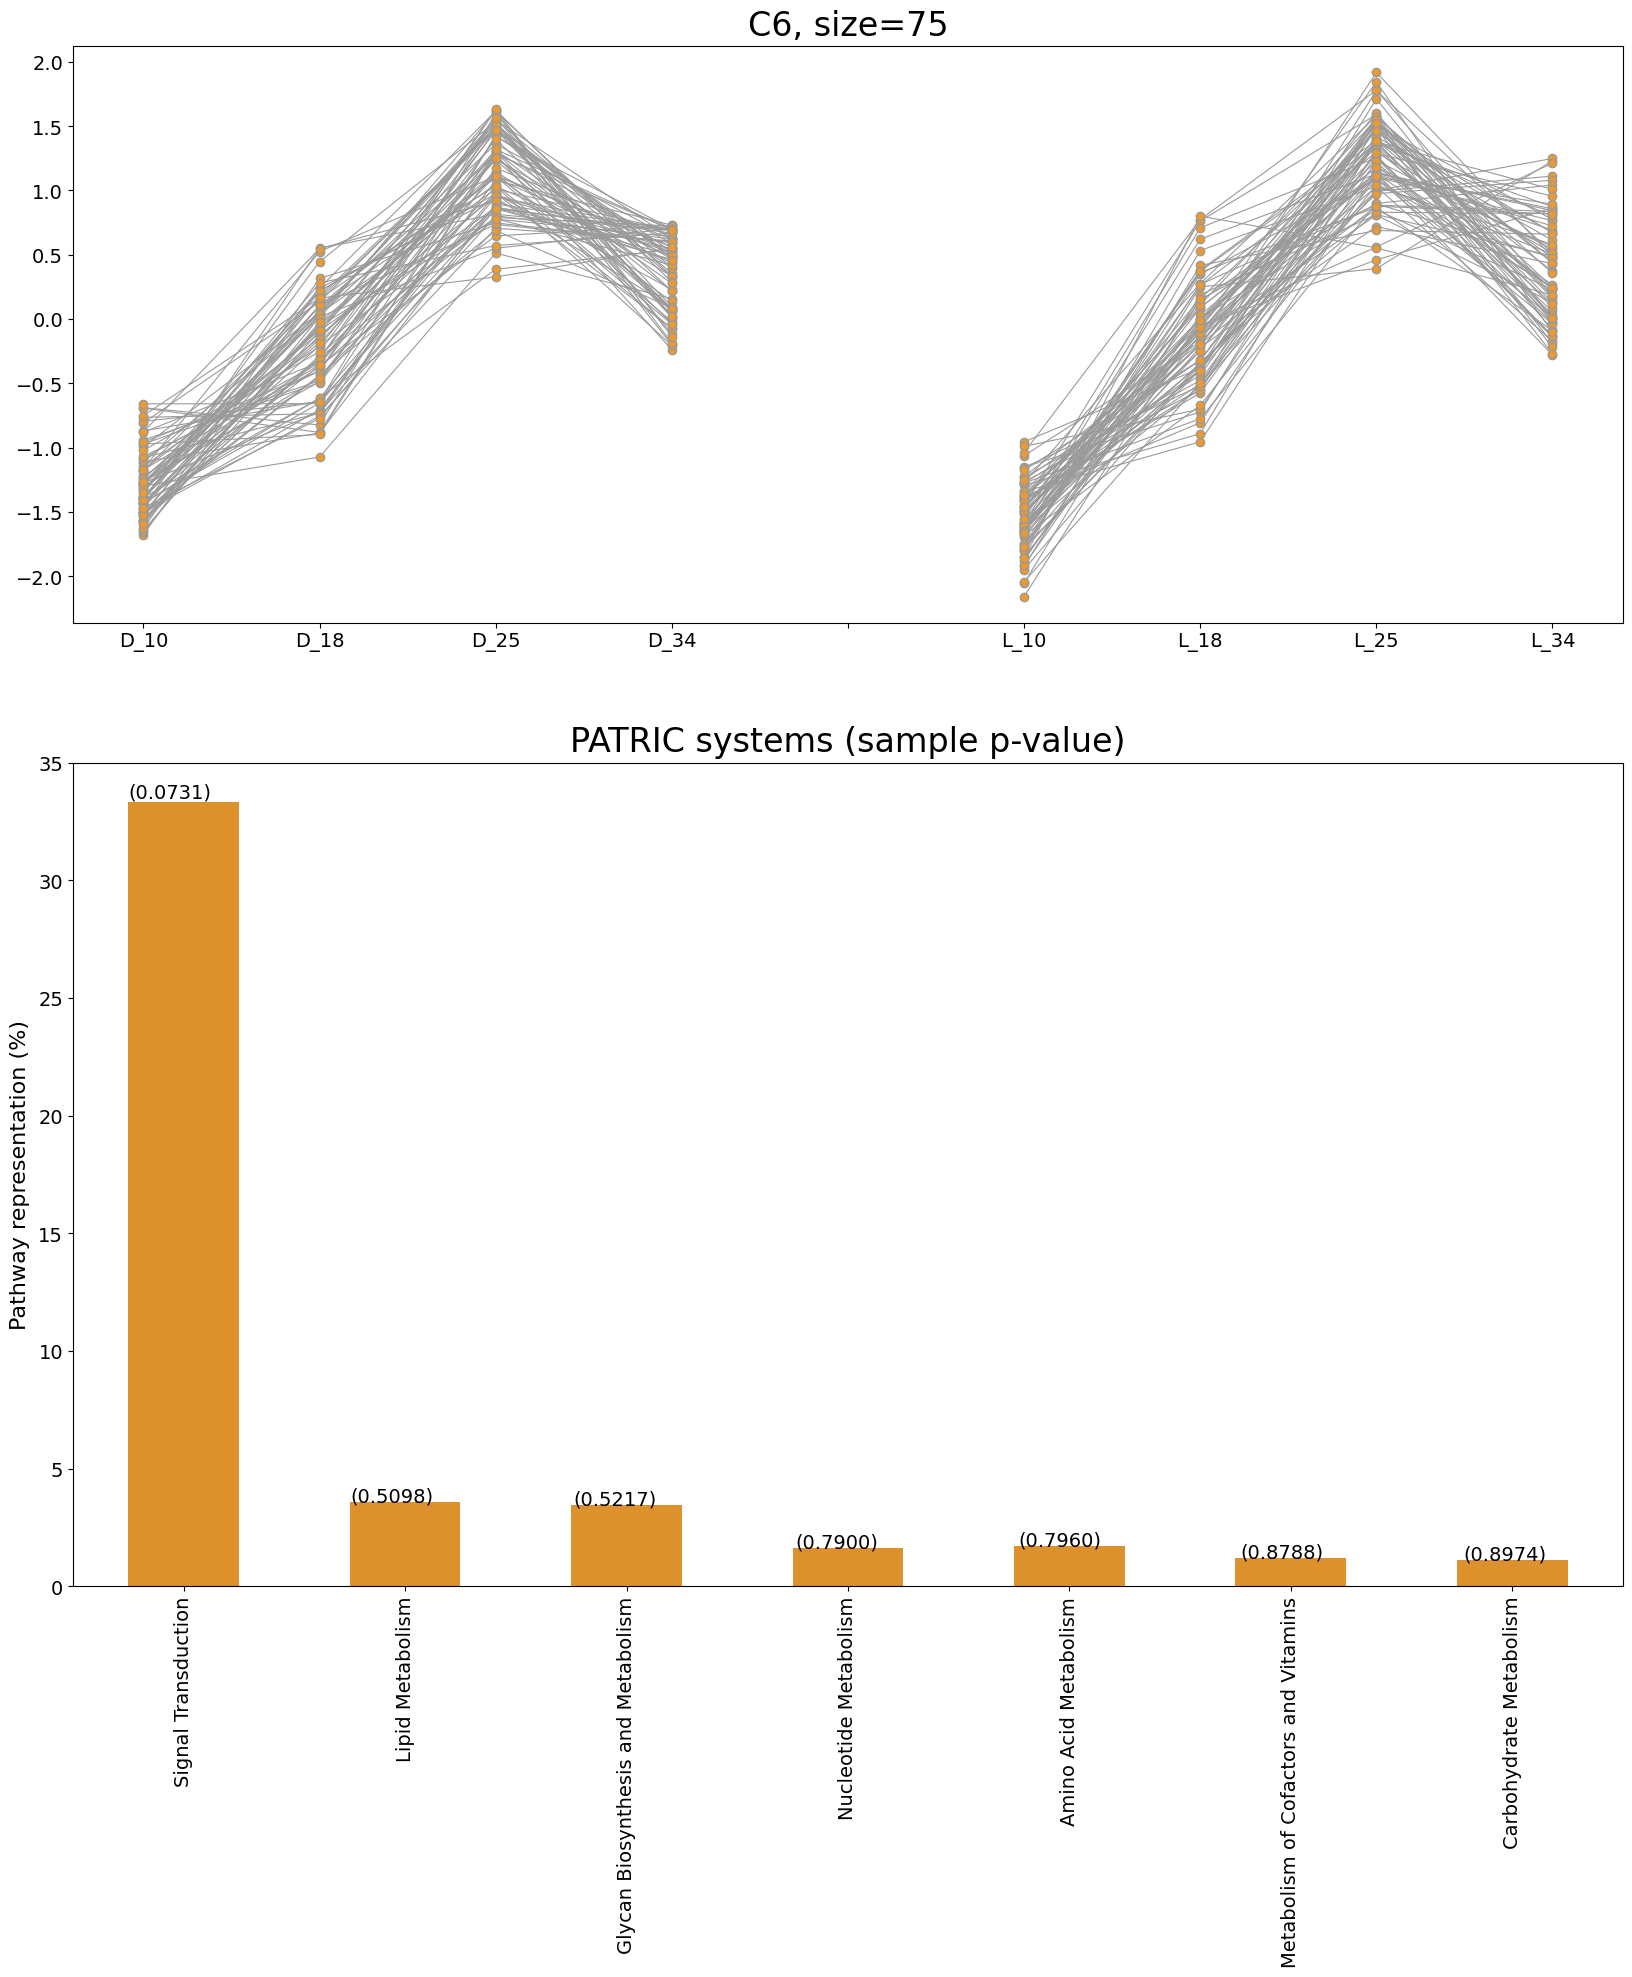 C6, size=75
2.0
1.5
1.0
0.5
0.0
−0.5
−1.0
−1.5
−2.0
D_10 D_18 D_25 D_34 L_10 L_18 L_25 L_34
PATRIC systems (sample p-value)
Pathway representation (%)
35
30
25
20
15
10
5
0
(0.0731)
(0.5098)
(0.5217)
(0.7900)
(0.7960)
(0.8788)
(0.8974)
Signal Transduction
Lipid Metabolism
Glycan Biosynthesis and Metabolism
Nucleotide Metabolism
Amino Acid Metabolism
Metabolism of Cofactors and Vitamins
Carbohydrate Metabolism